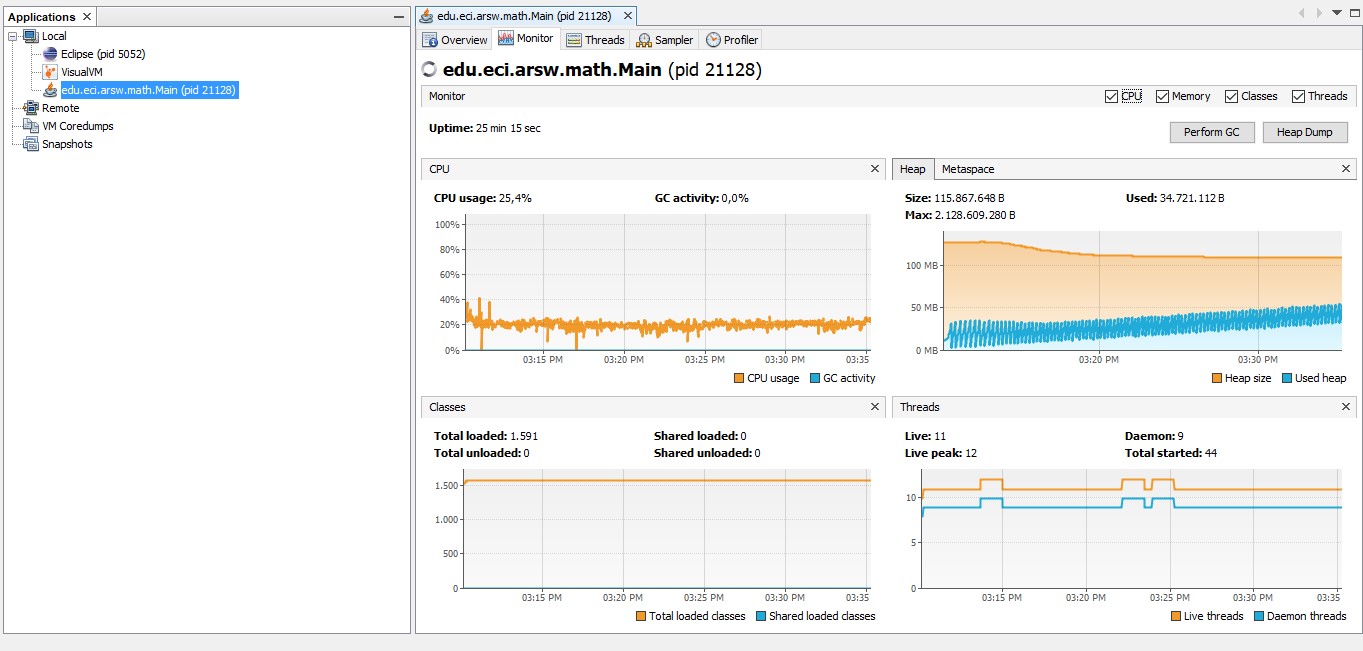 Applications
Local
Eclipse (pid 5052)
VisualVM
edu.eci.arsw.math.Main (pid 21128)
Remote
VM Coredumps
Snapshots
edu.eci.arsw.math.Main (pid 21128)
Overview Monitor Threads Sampler Profiler
edu.eci.arsw.math.Main (pid 21128)
Monitor CPU Memory Classes Threads
Uptime: 25 min 15 sec
Perform GC Heap Dump
CPU
CPU usage: 25,4% GC activity: 0,0%
100%
80%
60%
40%
20%
0%
03:15 PM 03:20 PM 03:25 PM 03:30 PM 03:35
CPU usage GC activity
Heap Metaspace
Size: 115.867.648 B Used: 34.721.112 B
Max: 2.128.609.280 B
100 MB
50 MB
0 MB
03:20 PM 03:30 PM
Heap size Used heap
Classes
Total loaded: 1.591 Shared loaded: 0
Total unloaded: 0 Shared unloaded: 0
1.500
1.000
500
0
03:15 PM 03:20 PM 03:25 PM 03:30 PM 03:35
Total loaded classes Shared loaded classes
Threads
Live: 11 Daemon: 9
Live peak: 12 Total started: 44
10
5
0
03:15 PM 03:20 PM 03:25 PM 03:30 PM 03:35
Live threads Daemon threads